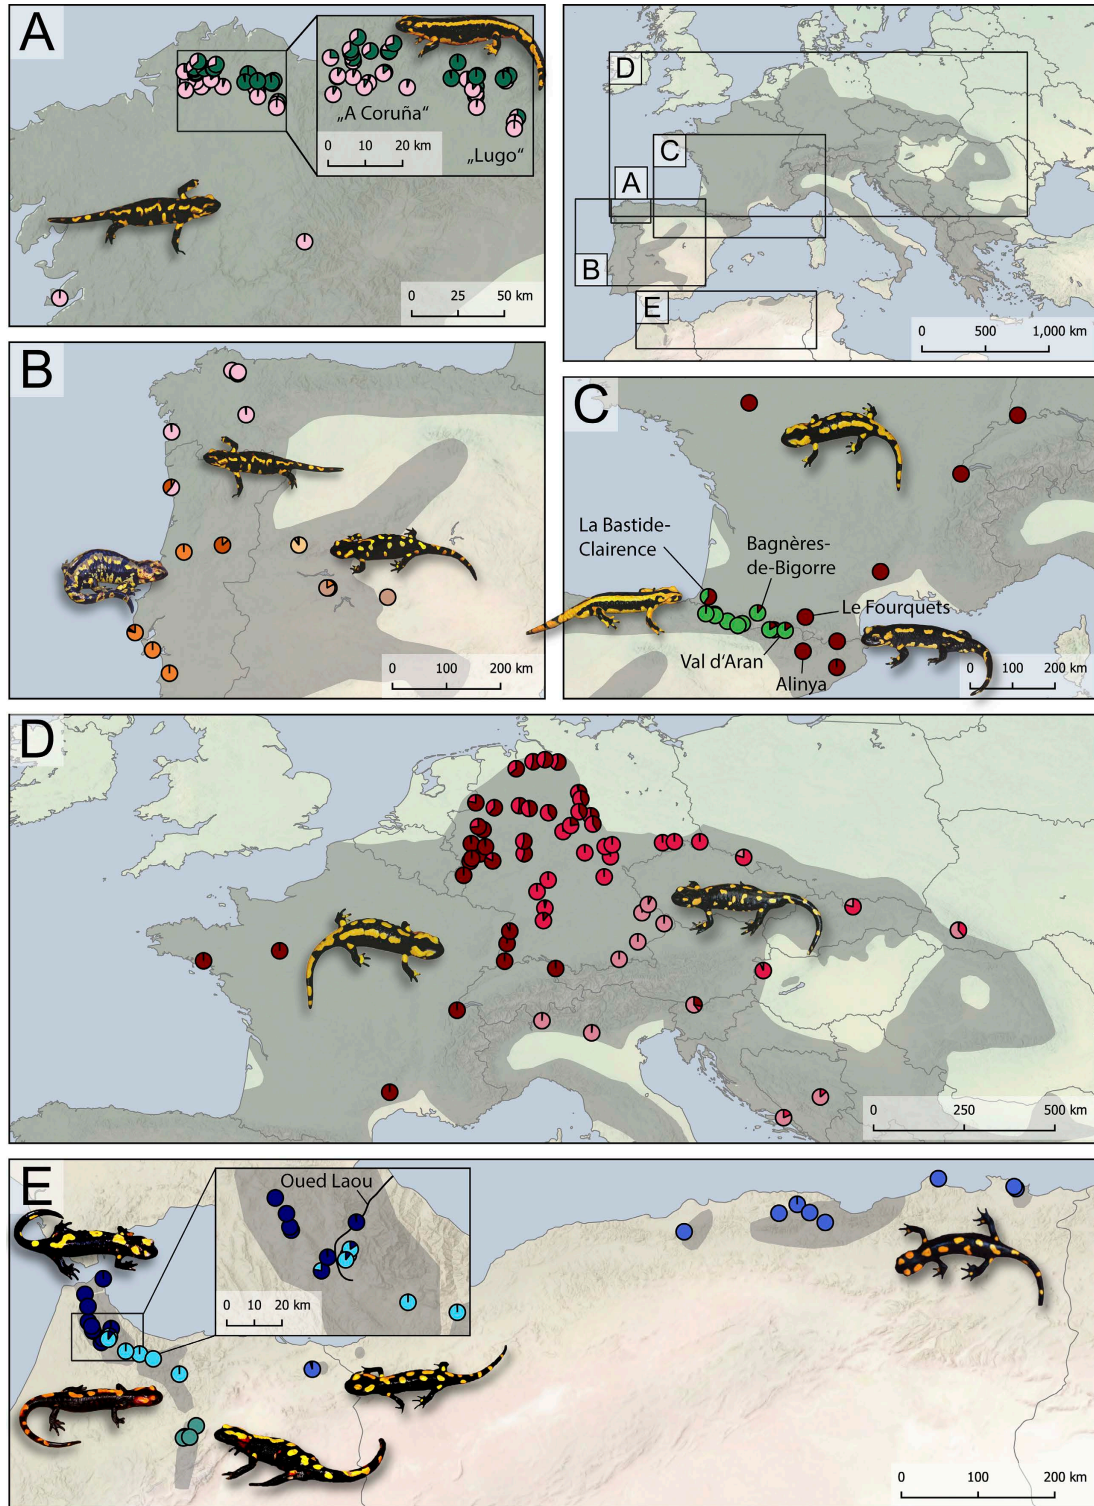 A
„A Coruña“
0 10 20 km
„Lugo“
0 25 50 km
D
C
A
B
E
0 500 1,000 km
B
0 100 200 km
C
La Bastide-
Clairence
Bagnères-
de-Bigorre
Le Fourquets
Val d‘Aran
Alinya
0 100 200 km
D
0 250 500 km
E
Oued Laou
0 10 20 km
0 100 200 km